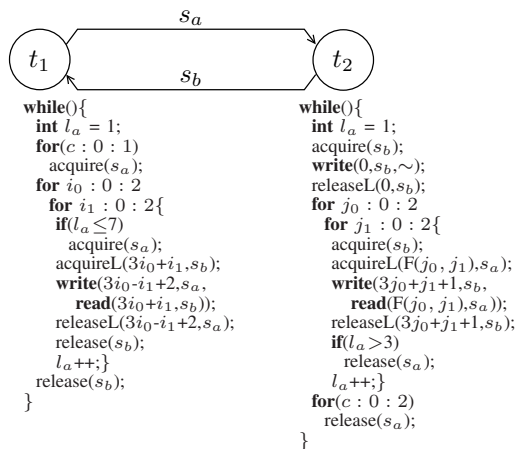 s_a
t_1
t_2
s_b
while(){
int l_a = 1;
for(c : 0 : 1)
acquire(s_a);
for i_0 : 0 : 2
for i_1 : 0 : 2{
if(l_a≤7)
acquire(s_a);
acquireL(3i_0+i_1,s_b);
write(3i_0-i_1+2,s_a,
read(3i_0+i_1,s_b));
releaseL(3i_0-i_1+2,s_a);
release(s_b);
l_a++;}
release(s_b);
}
while(){
int l_a = 1;
acquire(s_b);
write(0,s_b,∼);
releaseL(0,s_b);
for j_0 : 0 : 2
for j_1 : 0 : 2{
acquire(s_b);
acquireL(F(j_0, j_1),s_a);
write(3j_0+j_1+1,s_b,
read(F(j_0, j_1),s_a));
releaseL(3j_0+j_1+1,s_b);
if(l_a>3)
release(s_a);
l_a++;}
for(c : 0 : 2)
release(s_a);
}